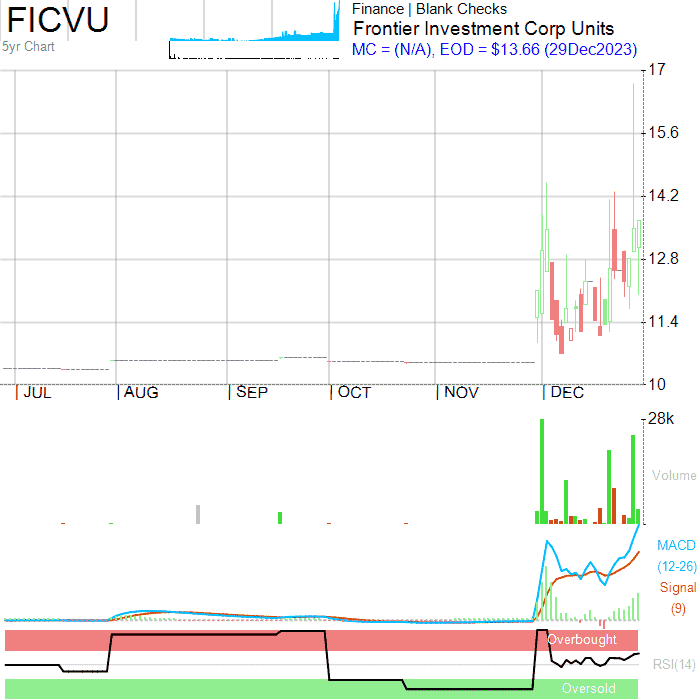 FICVU
5yr Chart
Finance | Blank Checks
Frontier Investment Corp Units
MC = (N/A), EOD = $13.66 (29Dec2023)
17
15.6
14.2
12.8
11.4
10
JUL AUG SEP OCT NOV DEC
28k
Volume
MACD
(12-26)
Signal
(9)
Overbought
RSI(14)
Oversold